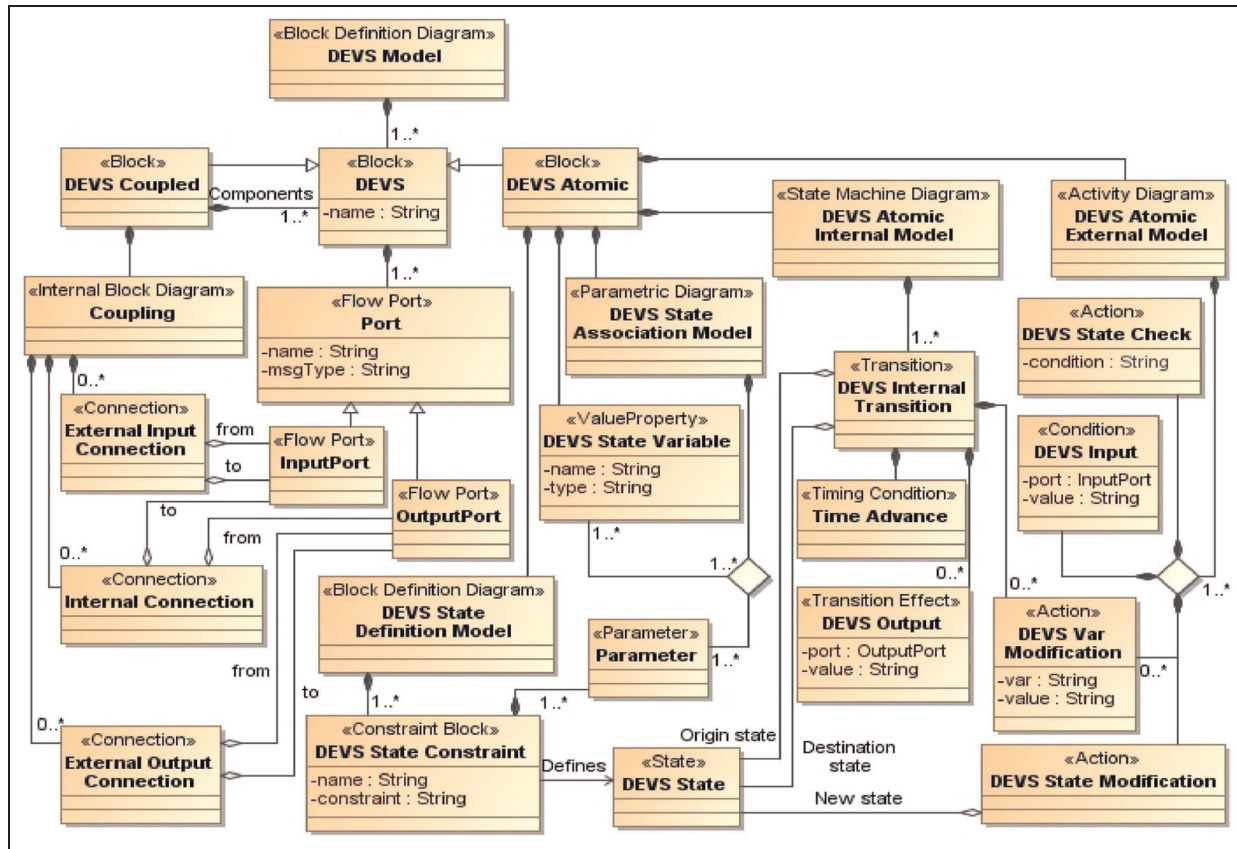 «Block Definition Diagram»
DEVS Model
1..*
«Block»
DEVS Coupled
Components
1..*
«Block»
DEVS
-name : String
«Block»
DEVS Atomic
1..*
«State Machine Diagram»
DEVS Atomic
Internal Model
«Activity Diagram»
DEVS Atomic
External Model
«Internal Block Diagram»
Coupling
«Flow Port»
Port
-name : String
-msgType : String
«Parametric Diagram»
DEVS State
Association Model
1..*
«Action»
DEVS State Check
-condition : String
0..*
«Connection»
External Input
Connection
from
to
«Flow Port»
InputPort
«Flow Port»
OutputPort
«ValueProperty»
DEVS State Variable
-name : String
-type : String
«Transition»
DEVS Internal
Transition
«Condition»
DEVS Input
-port : InputPort
-value : String
«Timing Condition»
Time Advance
to
from
0..*
«Connection»
Internal Connection
1..*
1..*
0..*
0..*
1..*
«Block Definition Diagram»
DEVS State
Definition Model
«Parameter»
Parameter
1..*
«Transition Effect»
DEVS Output
-port : OutputPort
-value : String
«Action»
DEVS Var
Modification
-var : String
-value : String
0..*
from
to
1..*
1..*
0..*
«Connection»
External Output
Connection
«Constraint Block»
DEVS State Constraint
-name : String
-constraint : String
Defines
«State»
DEVS State
Origin state
Destination
state
New state
«Action»
DEVS State Modification